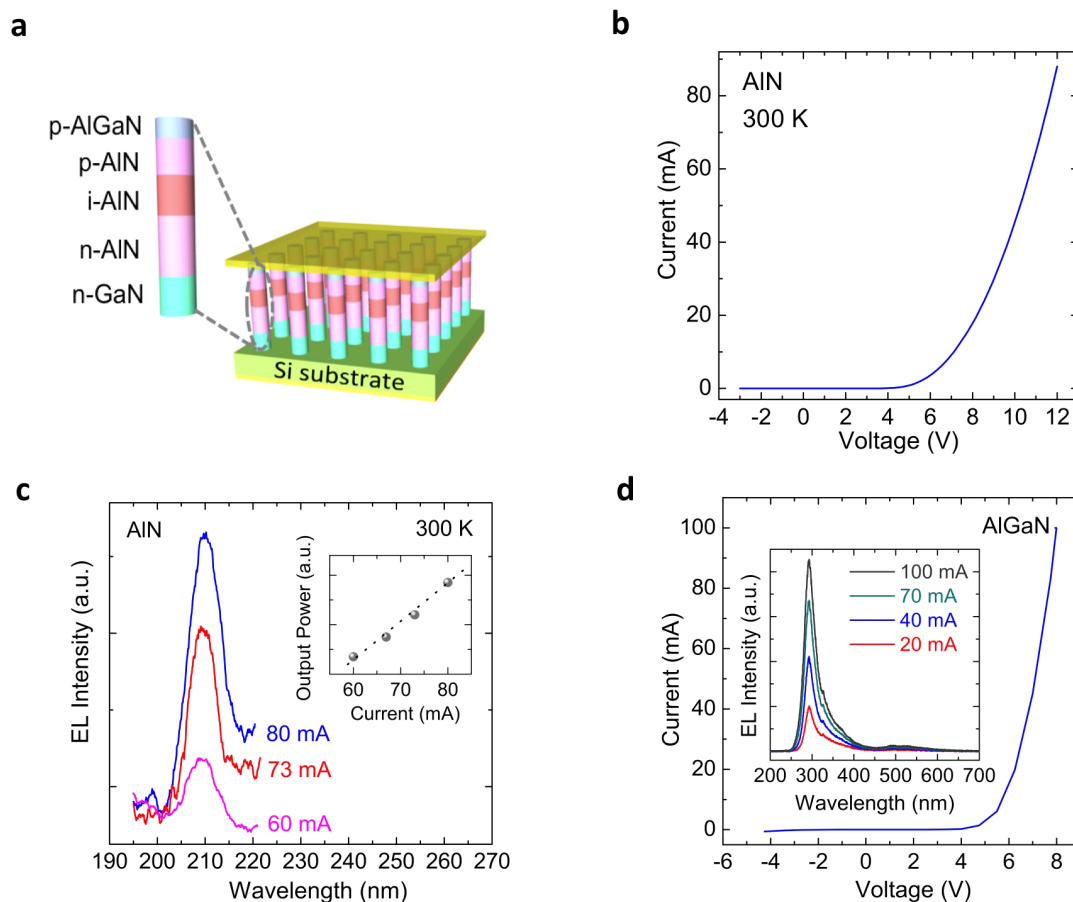 a
p-AlGaN
p-AlN
i-AlN
n-AlN
n-GaN
Si substrate
b
AlN
300 K
Current (mA)
80
60
40
20
0
-4 -2 0 2 4 6 8 10 12
Voltage (V)
c
AlN
300 K
EL Intensity (a.u.)
Output Power (a.u.)
60 70 80
Current (mA)
80 mA
73 mA
60 mA
190 200 210 220 230 240 250 260 270
Wavelength (nm)
d
AlGaN
Current (mA)
100
80
60
40
20
0
EL Intensity (a.u.)
100 mA
70 mA
40 mA
20 mA
200 300 400 500 600 700
Wavelength (nm)
-6 -4 -2 0 2 4 6 8
Voltage (V)